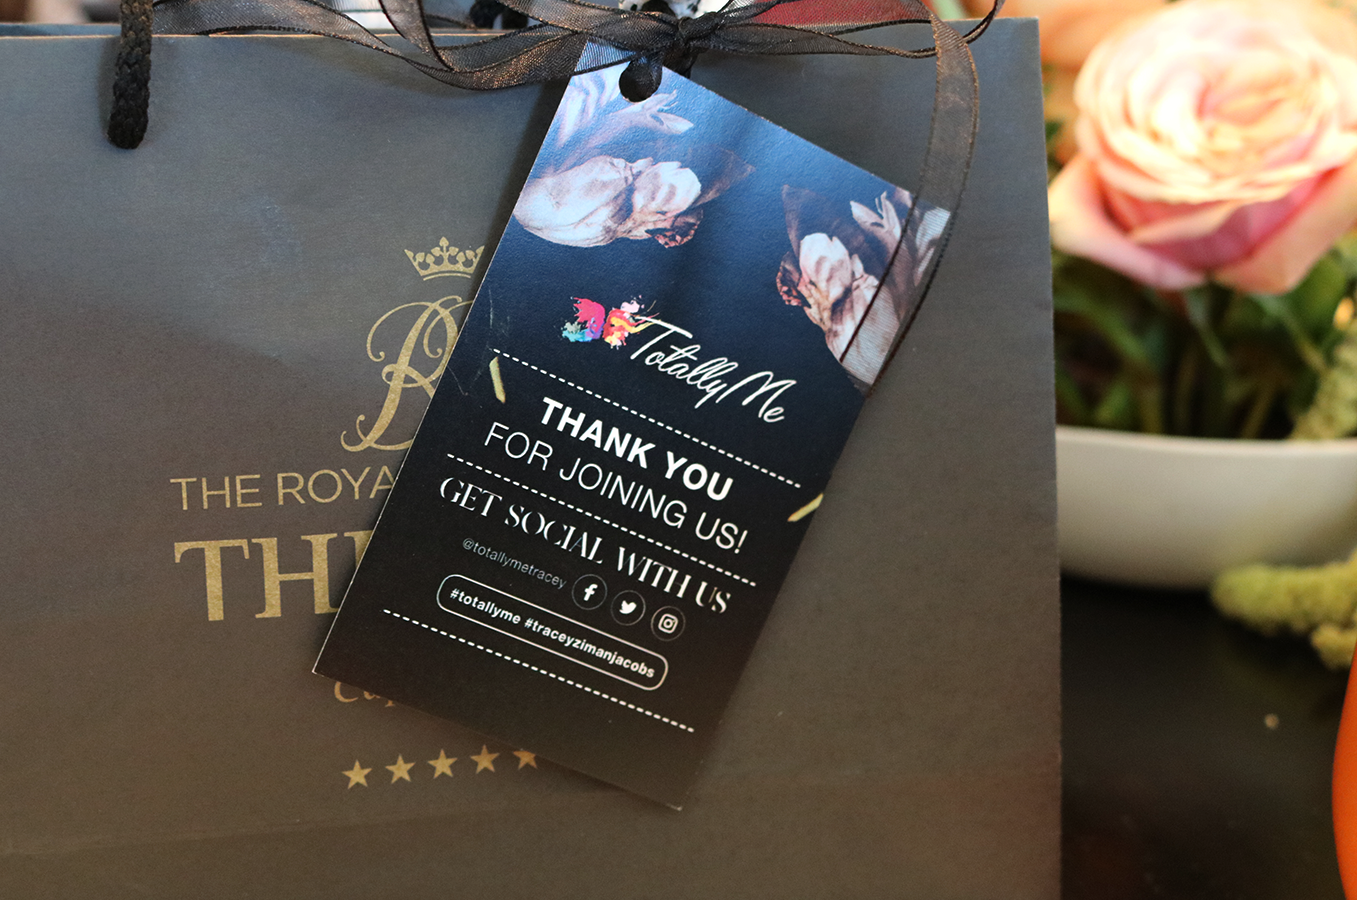 THE ROYA
TH
TotallyMe
THANK YOU
FOR JOINING US!
GET SOCIAL WITH US
@totallymetracey
#totallyme #traceyzimanjacobs